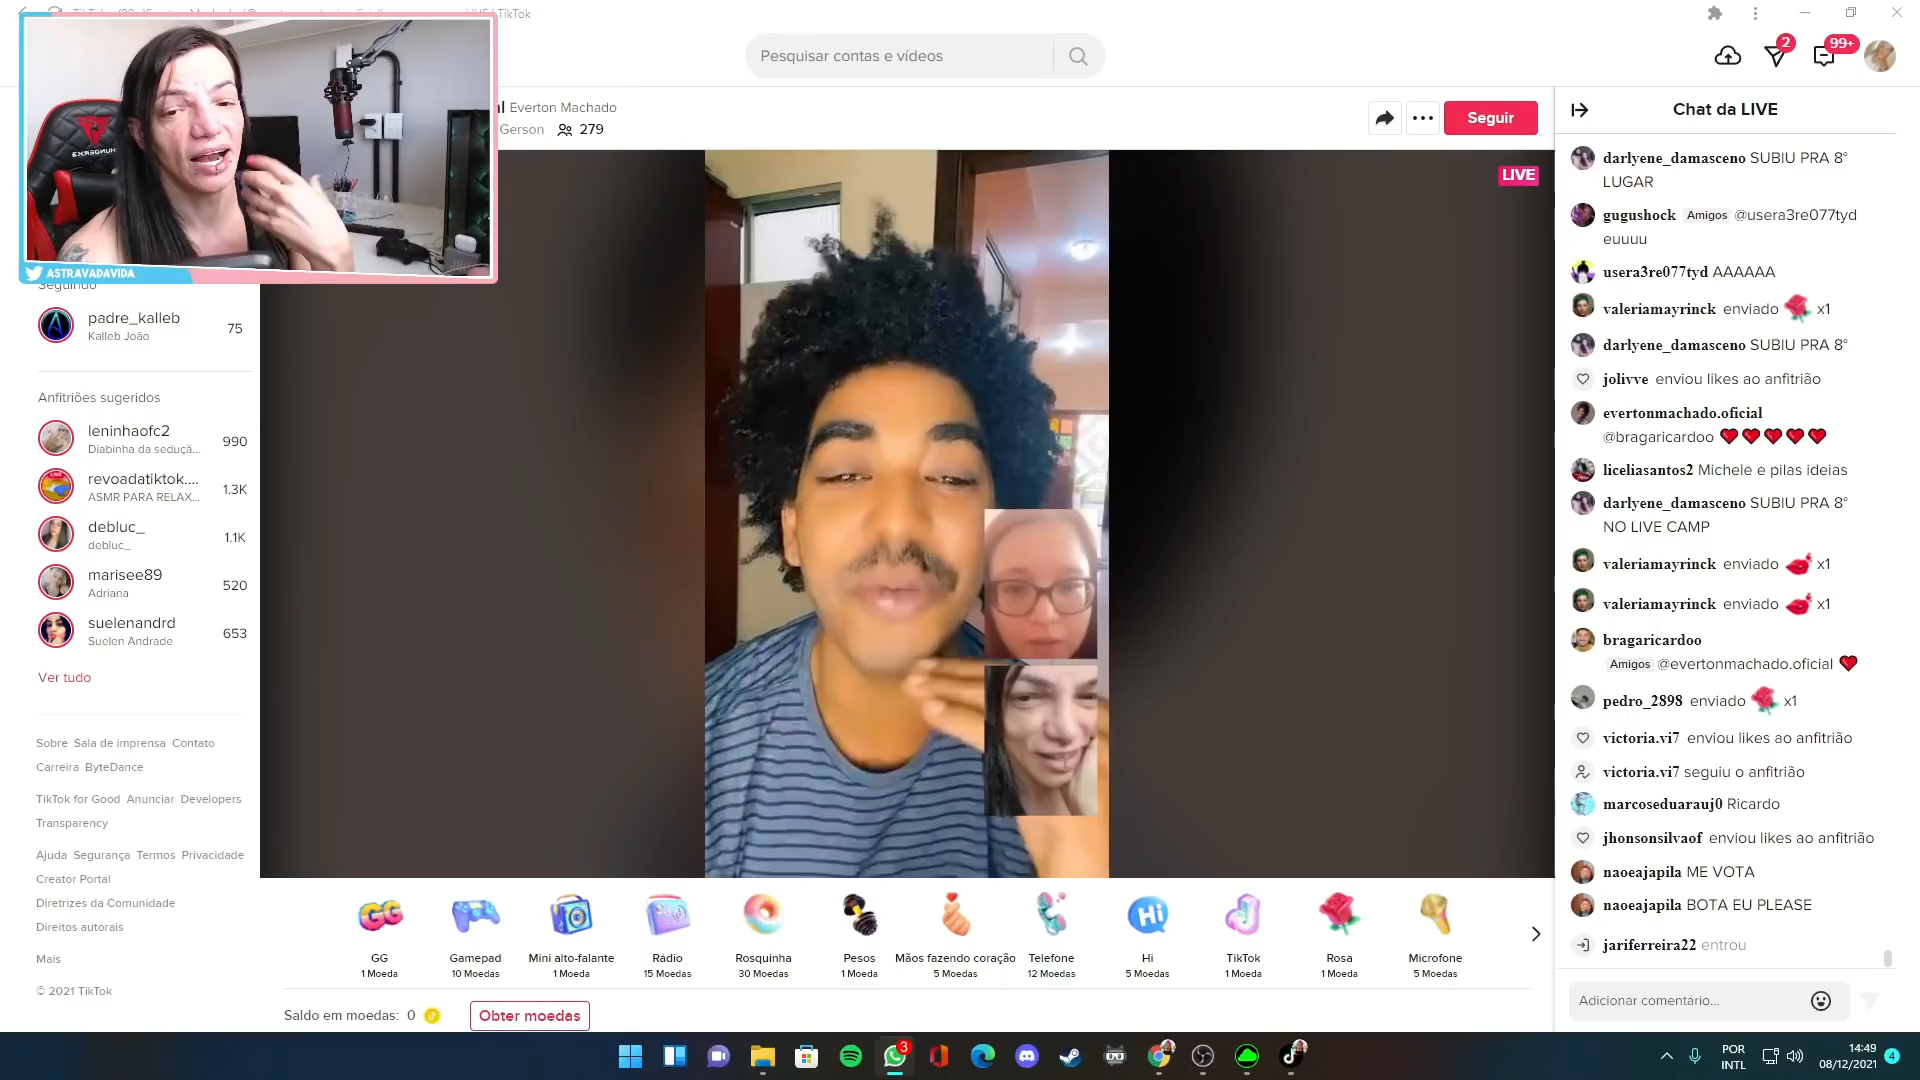 LIVE | TikTok
Pesquisar contas e vídeos
2
99+
Everton Machado
Gerson 279
Seguir
Chat da LIVE
LIVE
ASTRAVADAVIDA
Seguindo
padre_kalleb 75
Kalleb João
Anfitriões sugeridos
leninhaofc2 990
Diabinha da seduçã...
revoadatiktok.... 1.3K
ASMR PARA RELAX...
debluc_ 1.1K
debluc_
marisee89 520
Adriana
suelenandrd 653
Suelen Andrade
Ver tudo
Sobre Sala de imprensa Contato
Carreira ByteDance
TikTok for Good Anunciar Developers
Transparency
Ajuda Segurança Termos Privacidade
Creator Portal
Diretrizes da Comunidade
Direitos autorais
Mais
© 2021 TikTok
darlyene_damasceno SUBIU PRA 8°
LUGAR
gugushock Amigos @usera3re077tyd
euuuu
usera3re077tyd AAAAAA
valeriamayrinck enviado x1
darlyene_damasceno SUBIU PRA 8°
jolivve enviou likes ao anfitrião
evertonmachado.oficial
@bragaricardoo ❤❤❤❤❤
liceliasantos2 Michele e pilas ideias
darlyene_damasceno SUBIU PRA 8°
NO LIVE CAMP
valeriamayrinck enviado x1
valeriamayrinck enviado x1
bragaricardoo
Amigos @evertonmachado.oficial ❤
pedro_2898 enviado x1
victoria.vi7 enviou likes ao anfitrião
victoria.vi7 seguiu o anfitrião
marcoseduarauj0 Ricardo
jhonsonsilvaof enviou likes ao anfitrião
naoeajapila ME VOTA
naoeajapila BOTA EU PLEASE
jariferreira22 entrou
Adicionar comentário...
GG Gamepad Mini alto-falante Rádio Rosquinha Pesos Mãos fazendo coração Telefone Hi TikTok Rosa Microfone
1 Moeda 10 Moedas 1 Moeda 15 Moedas 30 Moedas 1 Moeda 5 Moedas 12 Moedas 5 Moedas 1 Moeda 1 Moeda 5 Moedas
Saldo em moedas: 0 Obter moedas
3
POR
INTL
14:49
08/12/2021
4